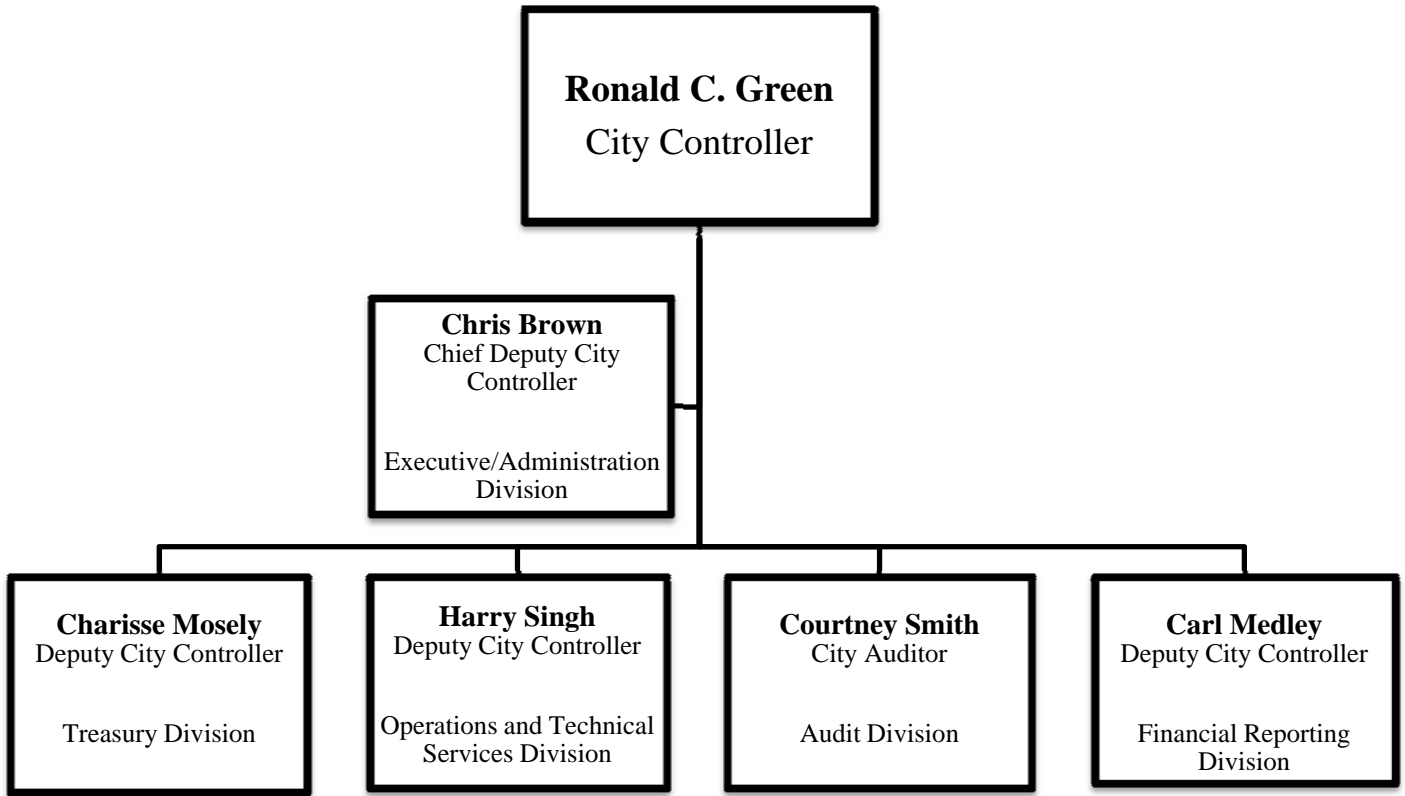 Ronald C. Green
City Controller
Chris Brown
Chief Deputy City
Controller
Executive/Administration
Division
Charisse Mosely
Deputy City Controller
Treasury Division
Harry Singh
Deputy City Controller
Operations and Technical
Services Division
Courtney Smith
City Auditor
Audit Division
Carl Medley
Deputy City Controller
Financial Reporting
Division